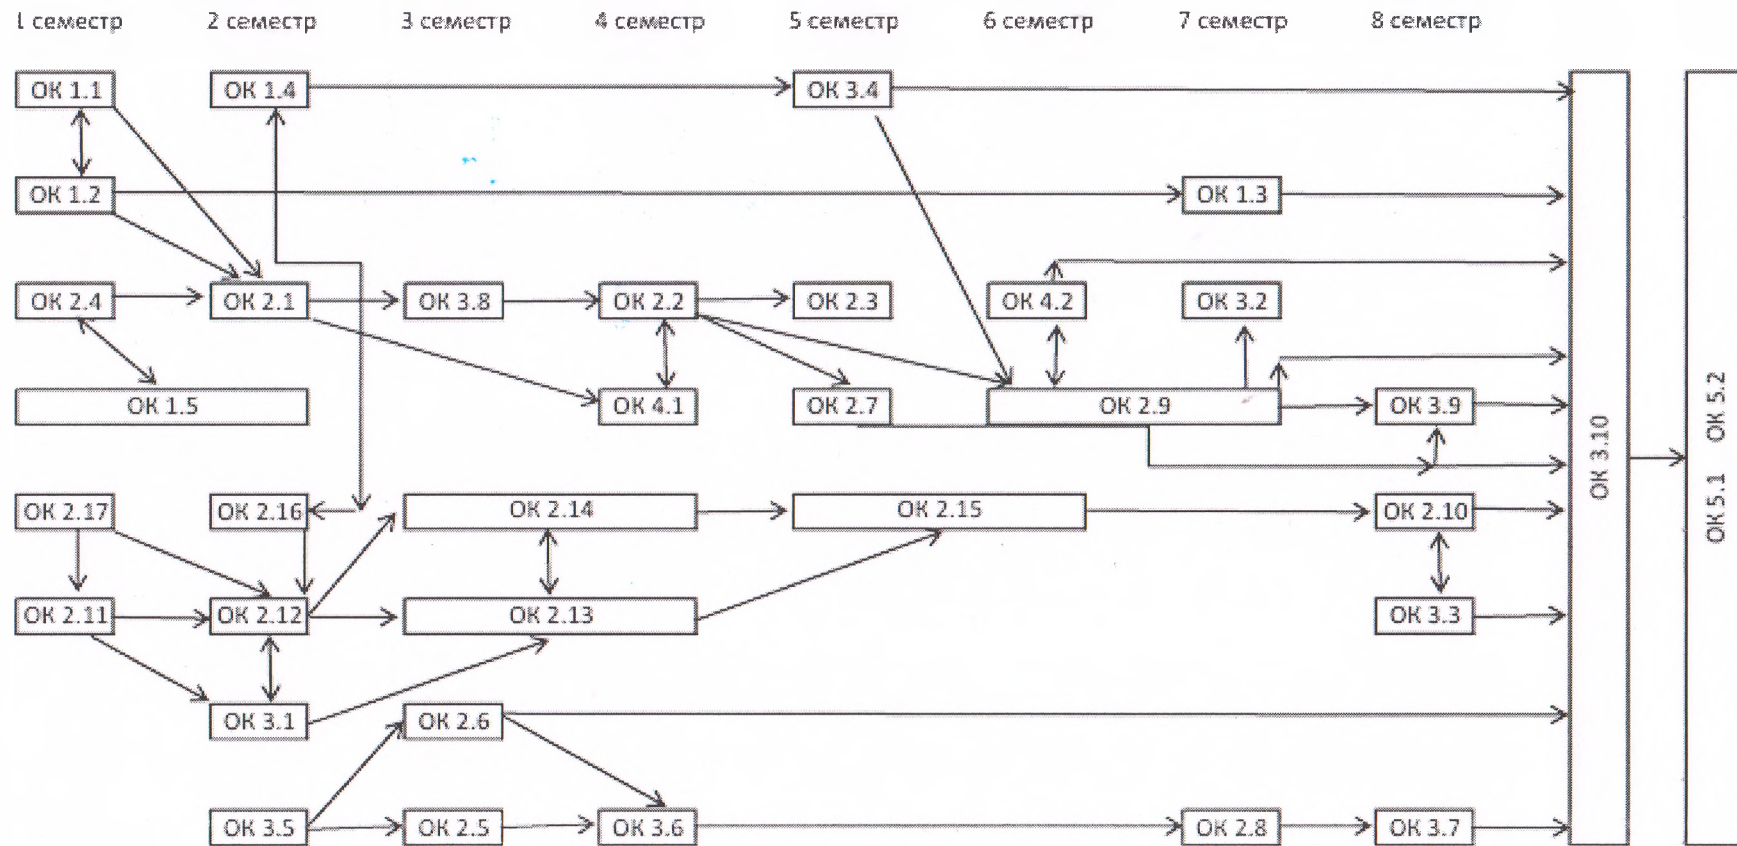 1 семестр 2 семестр 3 семестр 4 семестр 5 семестр 6 семестр 7 семестр 8 семестр
ОК 1.1 ОК 1.4 ОК 3.4
ОК 1.2 ОК 1.3
ОК 2.4 ОК 2.1 ОК 3.8 ОК 2.2 ОК 2.3 ОК 4.2 ОК 3.2
ОК 1.5 ОК 4.1 ОК 2.7 ОК 2.9 ОК 3.9
ОК 2.17 ОК 2.16 ОК 2.14 ОК 2.15 ОК 2.10
ОК 2.11 ОК 2.12 ОК 2.13 ОК 3.3
ОК 3.1 ОК 2.6
ОК 3.5 ОК 2.5 ОК 3.6 ОК 2.8 ОК 3.7
ОК 3.10
ОК 5.1 ОК 5.2